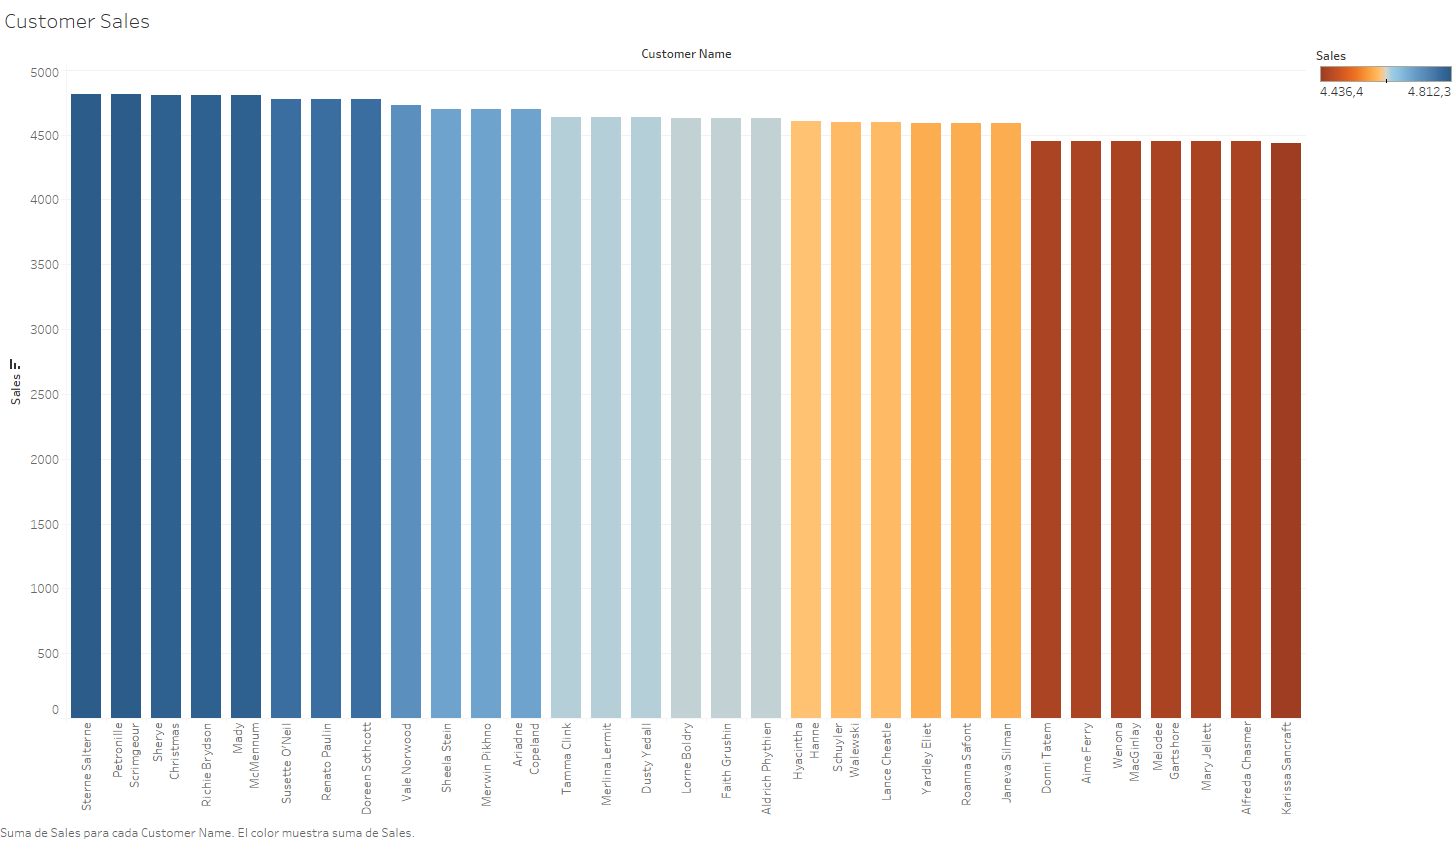 Customer Sales
Customer Name
Sales
4.436,4
4.812,3
5000
4500
4000
3500
3000
2500
2000
1500
1000
500
0
Sales
Sterne Salterne
Petronille
Scrimgeour
Sherye
Christmas
Richie Brydson
Mady
McMennum
Susette O'Neil
Renato Paulin
Doreen Sothcott
Vale Norwood
Sheela Stein
Merwin Pikhno
Ariadne
Copeland
Tamma Clink
Merlina Lermit
Dusty Yedall
Lorne Boldry
Faith Grushin
Aldrich Phythien
Hyacintha
Hanne
Schuyler
Walewski
Lance Cheatle
Yardley Eliet
Roanna Safont
Janeva Silman
Donni Tatem
Aime Ferry
Wenona
MacGinlay
Melodee
Gartshore
Mary Jellett
Alfreda Chasmer
Karissa Sancraft
Suma de Sales para cada Customer Name. El color muestra suma de Sales.